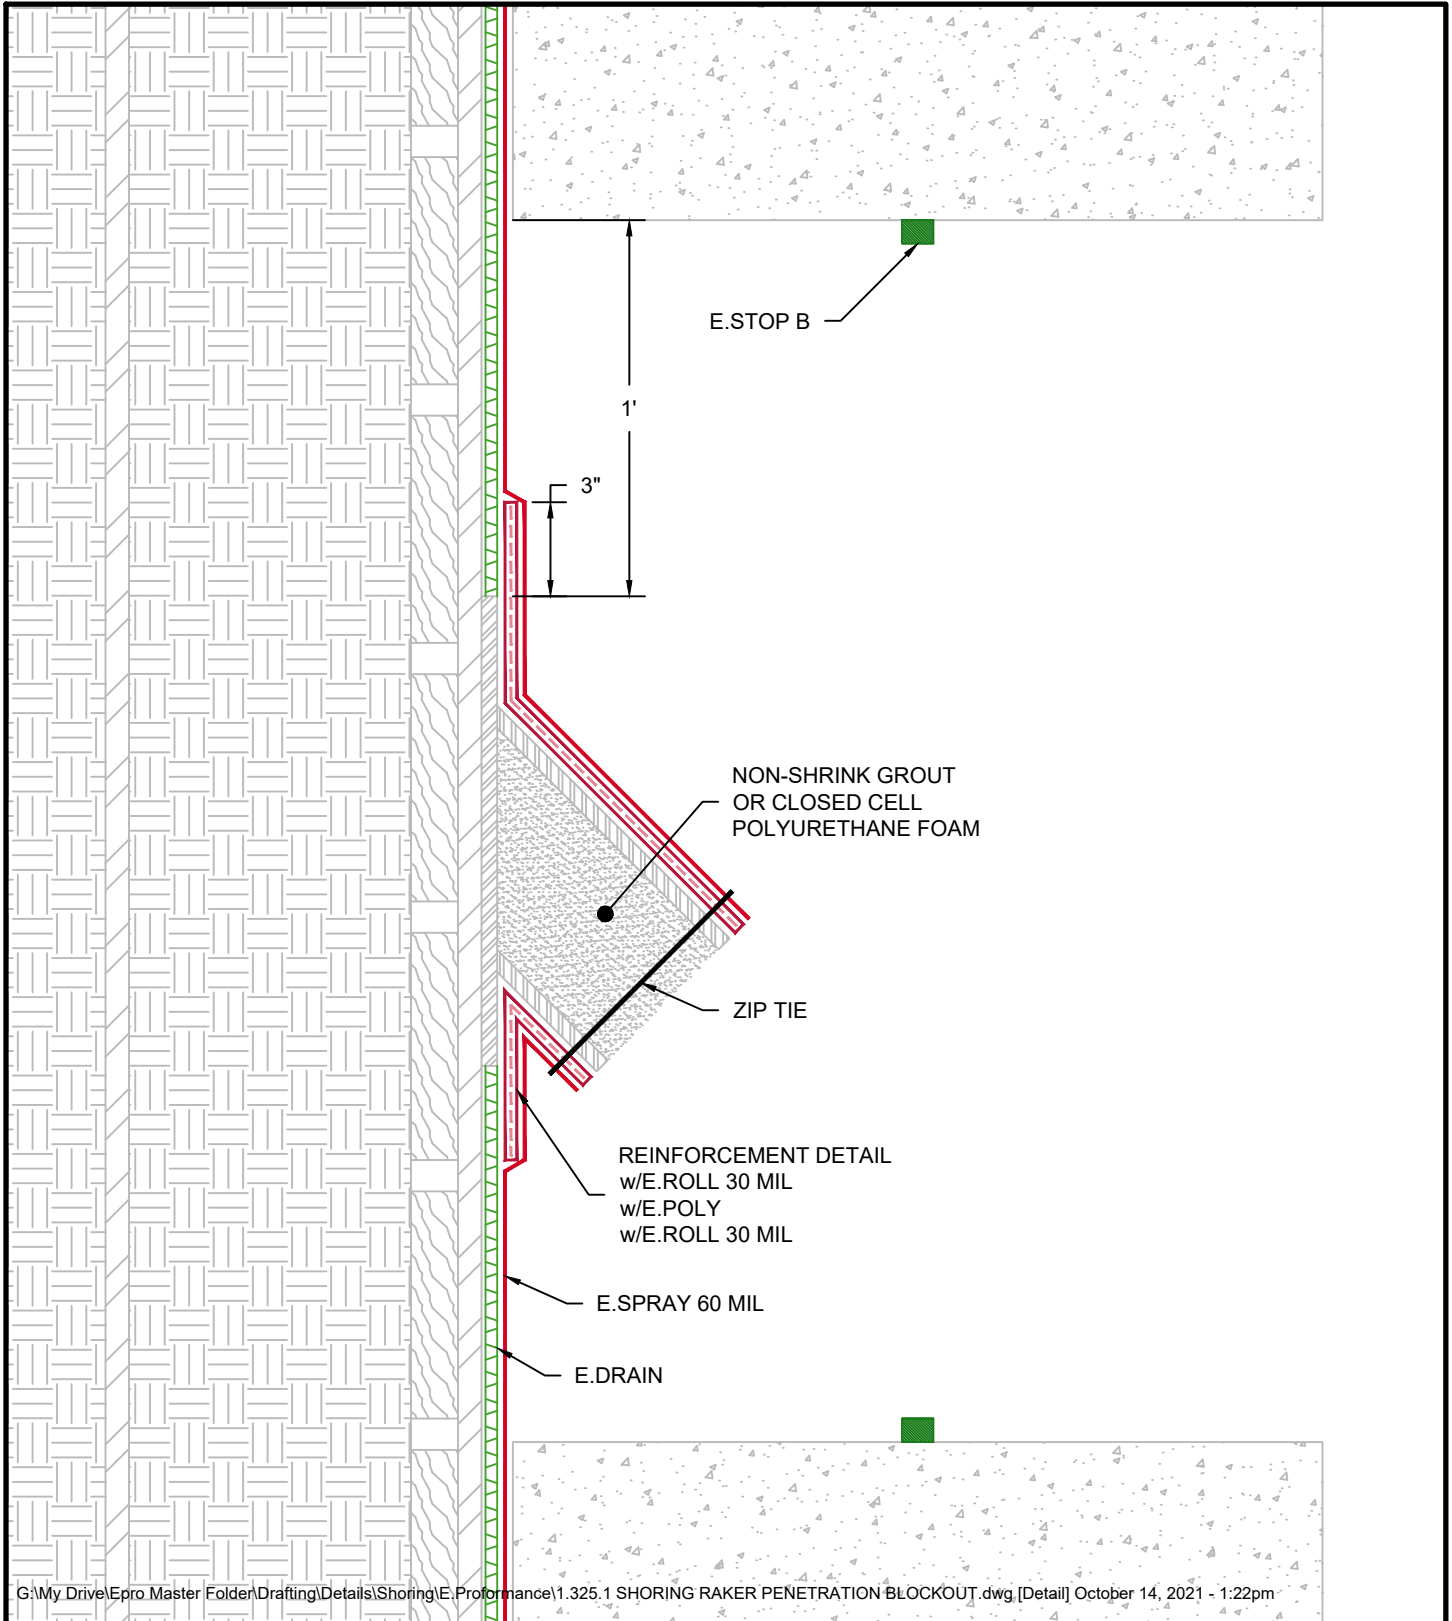 E.STOP B
1'
3"
NON-SHRINK GROUT
OR CLOSED CELL
POLYURETHANE FOAM
ZIP TIE
REINFORCEMENT DETAIL
w/E.ROLL 30 MIL
w/E.POLY
w/E.ROLL 30 MIL
E.SPRAY 60 MIL
E.DRAIN
G:\My Drive\Epro Master Folder\Drafting\Details\Shoring\E.Proformance\1.325.1 SHORING RAKER PENETRATION BLOCKOUT.dwg [Detail] October 14, 2021 - 1:22pm